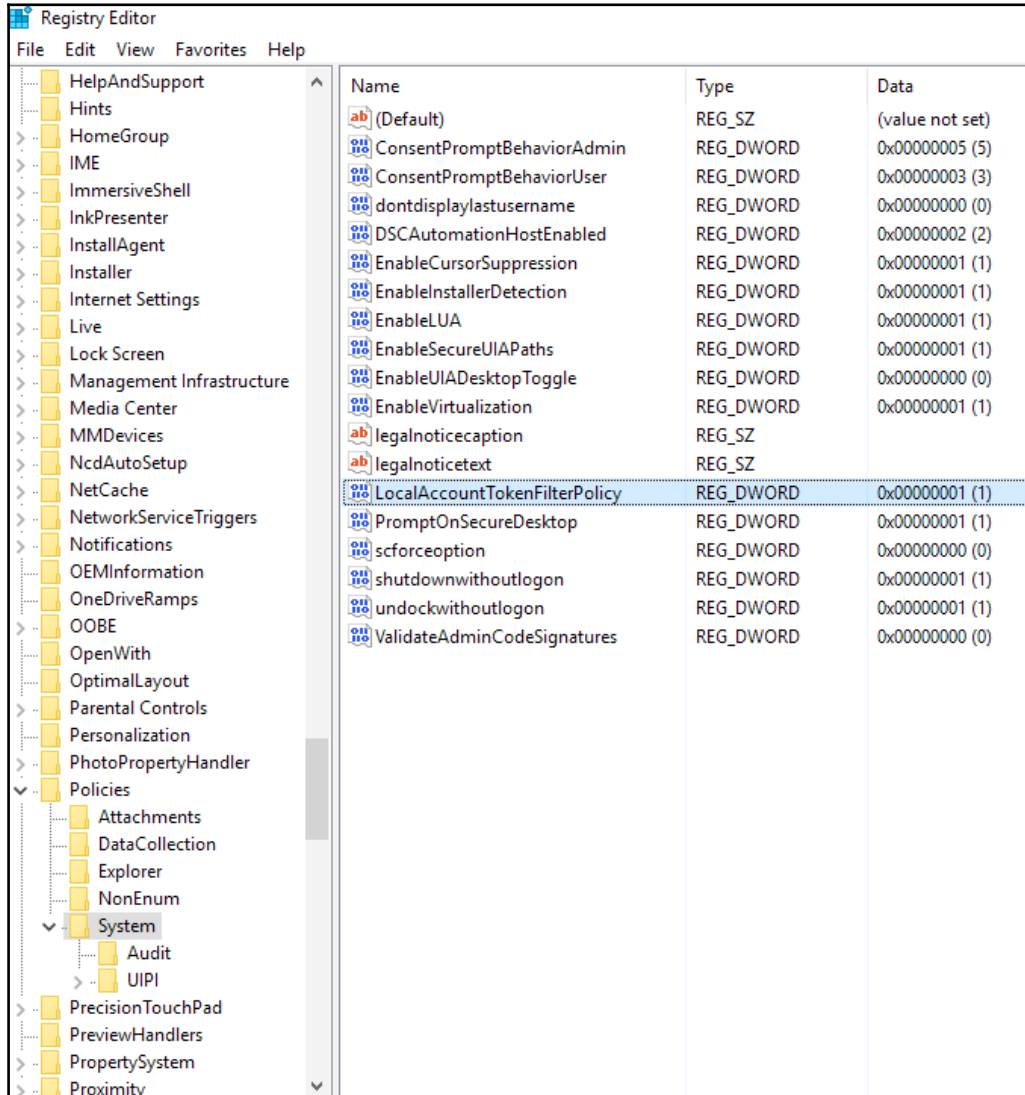 Registry Editor
File Edit View Favorites Help
HelpAndSupport
Hints
HomeGroup
IME
ImmersiveShell
InkPresenter
InstallAgent
Installer
Internet Settings
Live
Lock Screen
Management Infrastructure
Media Center
MMDevices
NcdAutoSetup
NetCache
NetworkServiceTriggers
Notifications
OEMInformation
OneDriveRamps
OOBE
OpenWith
OptimalLayout
Parental Controls
Personalization
PhotoPropertyHandler
Policies
Attachments
DataCollection
Explorer
NonEnum
System
Audit
UIPI
PrecisionTouchPad
PreviewHandlers
PropertySystem
Proximity
Name Type Data
(Default) REG_SZ (value not set)
ConsentPromptBehaviorAdmin REG_DWORD 0x00000005 (5)
ConsentPromptBehaviorUser REG_DWORD 0x00000003 (3)
dontdisplaylastusername REG_DWORD 0x00000000 (0)
DSCAutomationHostEnabled REG_DWORD 0x00000002 (2)
EnableCursorSuppression REG_DWORD 0x00000001 (1)
EnableInstallerDetection REG_DWORD 0x00000001 (1)
EnableLUA REG_DWORD 0x00000001 (1)
EnableSecureUIAPaths REG_DWORD 0x00000001 (1)
EnableUIADesktopToggle REG_DWORD 0x00000000 (0)
EnableVirtualization REG_DWORD 0x00000001 (1)
legalnoticecaption REG_SZ
legalnoticetext REG_SZ
LocalAccountTokenFilterPolicy REG_DWORD 0x00000001 (1)
PromptOnSecureDesktop REG_DWORD 0x00000001 (1)
scforceoption REG_DWORD 0x00000000 (0)
shutdownwithoutlogon REG_DWORD 0x00000001 (1)
undockwithoutlogon REG_DWORD 0x00000001 (1)
ValidateAdminCodeSignatures REG_DWORD 0x00000000 (0)